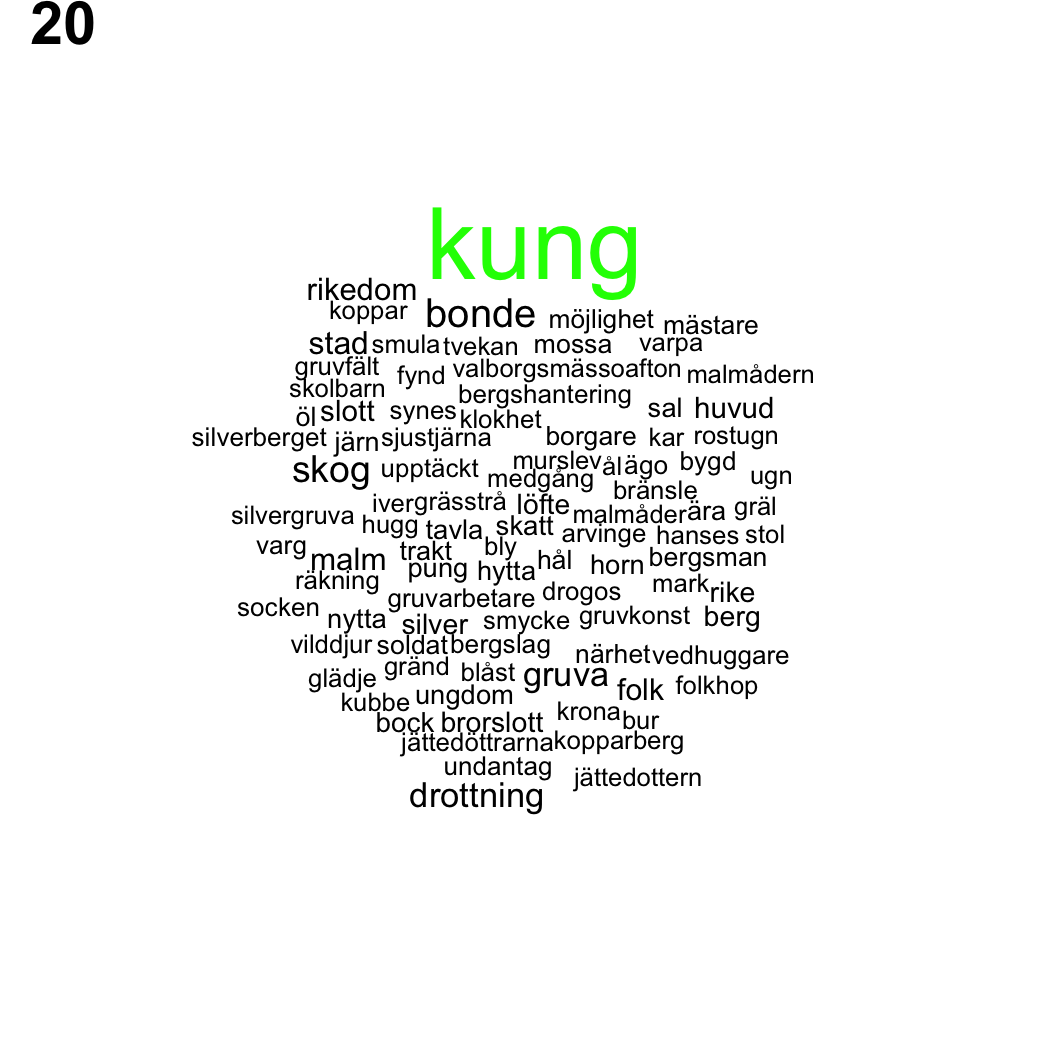 20
kung
rikedom
koppar bonde möjlighet mästare
stad smula tvekan mossa varpa
gruvfält fynd valborgsmässoafton malmådern
skolbarn bergshantering
öl slott synes klokhet sal huvud
silverberget järn sjustjärna borgare kar rostugn
skog upptäckt murslev ål ägo bygd
medgång bränsle ugn
iver grässtrå löfte malmåder ära gräl
silvergruva hugg tavla skatt arvinge hanses stol
varg malm trakt bly hål horn bergsman
räkning pung hytta drogos mark rike
socken nytta gruvarbetare smycke gruvkonst berg
silver
vilddjur soldat bergslag närhet vedhuggare
glädje gränd blåst gruva folk folkhop
kubbe ungdom krona
bock brorslott bur
jättedöttrarna kopparberg
undantag jättedottern
drottning